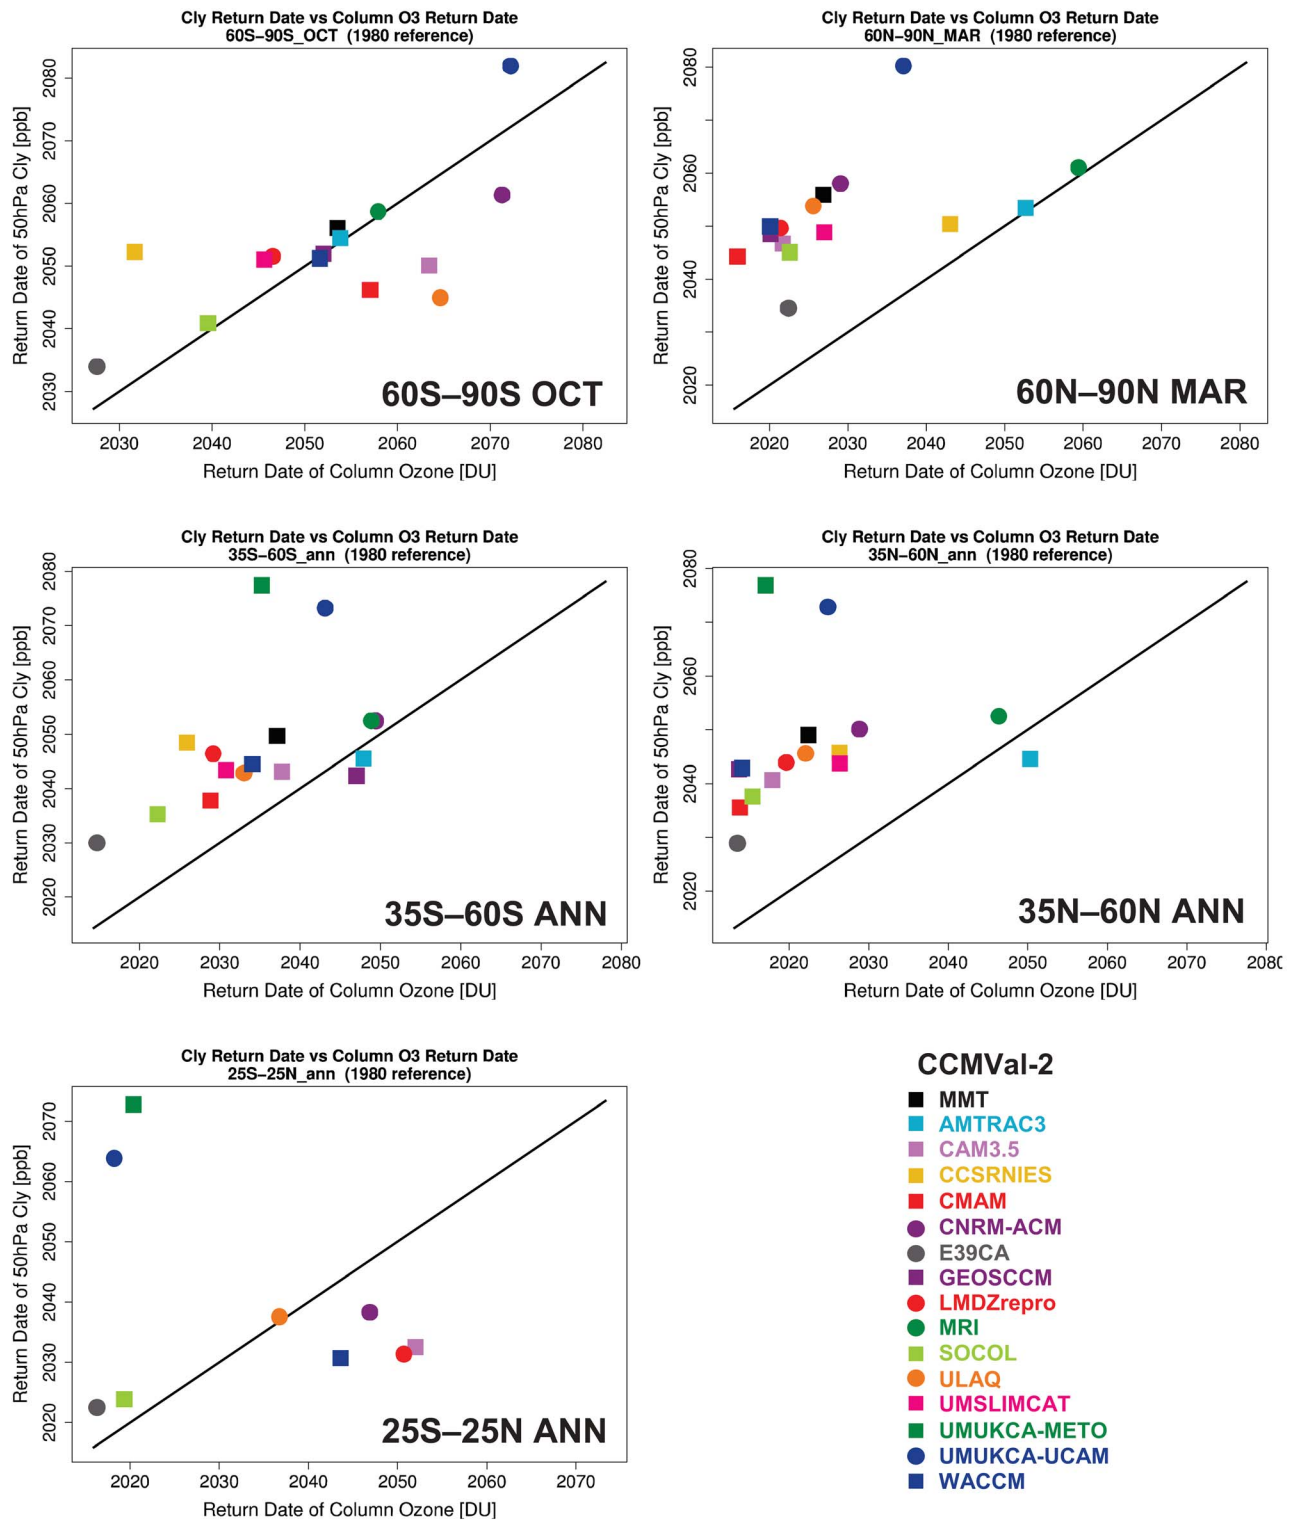 Cly Return Date vs Column O3 Return Date
60S–90S_OCT (1980 reference)
Return Date of 50hPa Cly [ppb]
2080
2070
2060
2050
2040
2030
60S–90S OCT
2030 2040 2050 2060 2070 2080
Return Date of Column Ozone [DU]
Cly Return Date vs Column O3 Return Date
60N–90N_MAR (1980 reference)
Return Date of 50hPa Cly [ppb]
2080
2060
2040
2020
60N–90N MAR
2020 2030 2040 2050 2060 2070 2080
Return Date of Column Ozone [DU]
Cly Return Date vs Column O3 Return Date
35S–60S_ann (1980 reference)
Return Date of 50hPa Cly [ppb]
2080
2070
2060
2050
2040
2030
2020
35S–60S ANN
2020 2030 2040 2050 2060 2070 2080
Return Date of Column Ozone [DU]
Cly Return Date vs Column O3 Return Date
35N–60N_ann (1980 reference)
Return Date of 50hPa Cly [ppb]
2080
2060
2040
2020
35N–60N ANN
2020 2030 2040 2050 2060 2070 2080
Return Date of Column Ozone [DU]
Cly Return Date vs Column O3 Return Date
25S–25N_ann (1980 reference)
Return Date of 50hPa Cly [ppb]
2070
2060
2050
2040
2030
2020
25S–25N ANN
2020 2030 2040 2050 2060 2070
Return Date of Column Ozone [DU]
CCMVal-2
MMT
AMTRAC3
CAM3.5
CCSRNIES
CMAM
CNRM-ACM
E39CA
GEOSCCM
LMDZrepro
MRI
SOCOL
ULAQ
UMSLIMCAT
UMUKCA-METO
UMUKCA-UCAM
WACCM